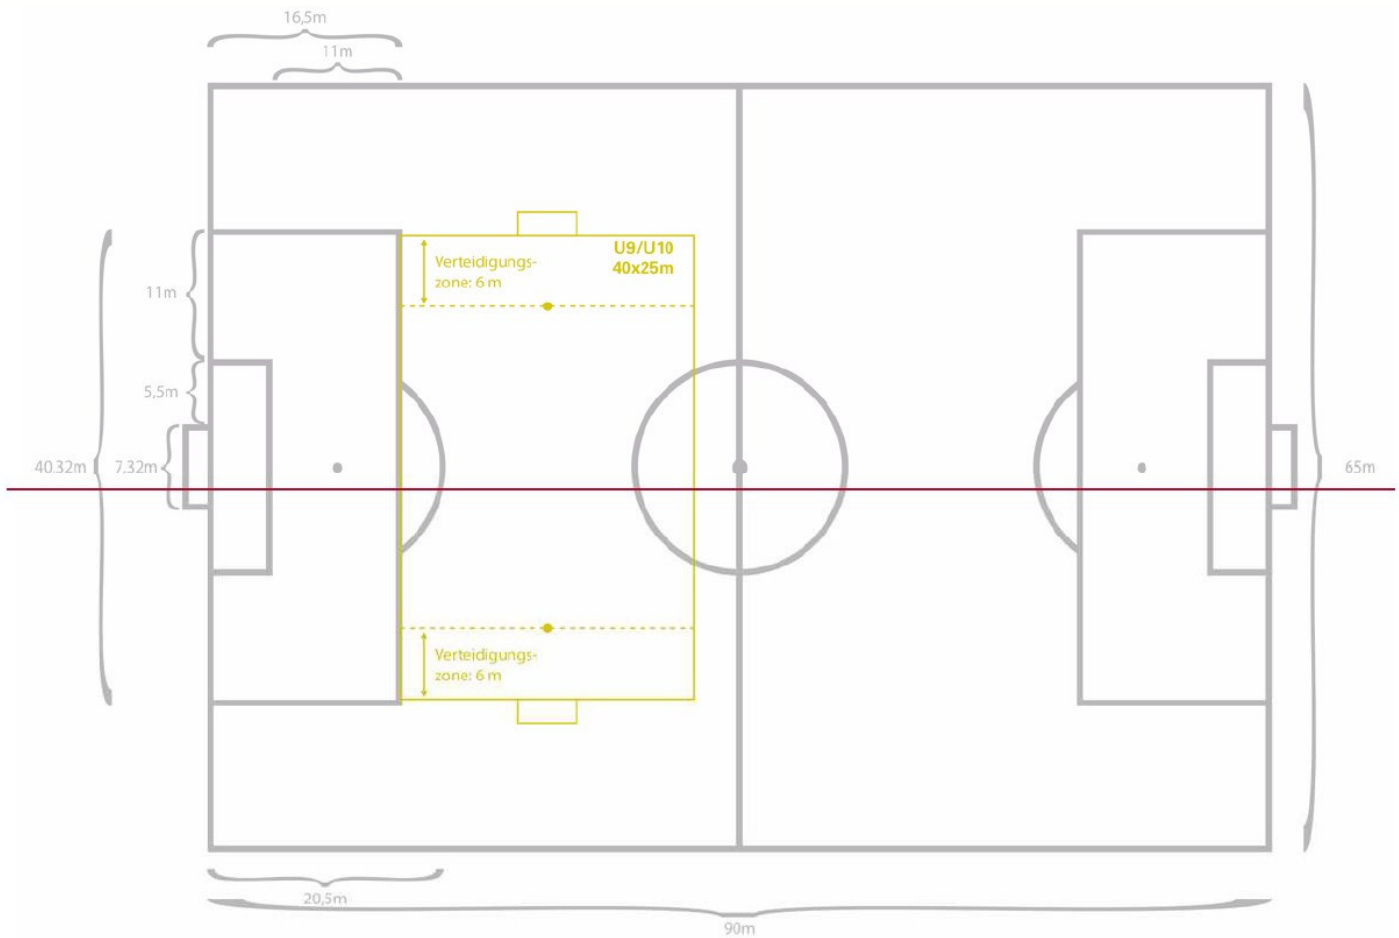 16,5m
11m
U9/U10
40x25m
Verteidigungs-
zone: 6 m
11m
5,5m
40.32m
7.32m
65m
Verteidigungs-
zone: 6 m
20,5m
90m